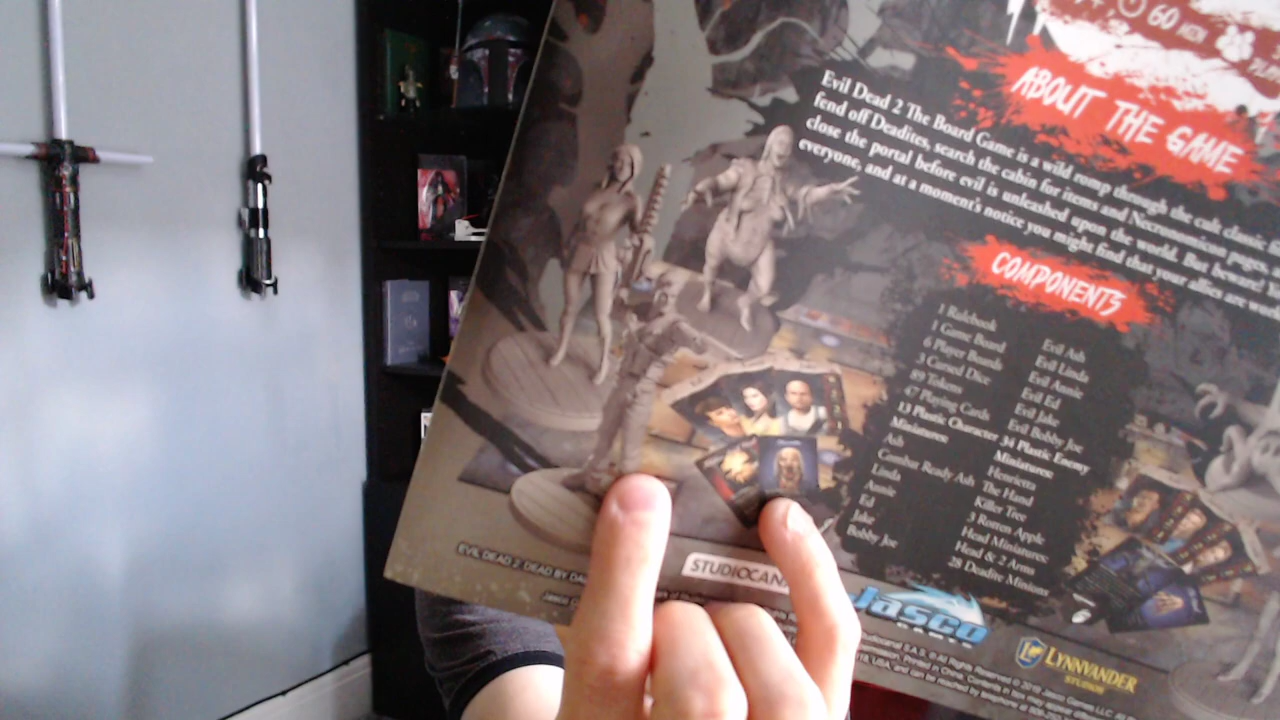 60 MIN
ABOUT THE GAME
Evil Dead 2 The Board Game is a wild romp through the cult classic
fend off Deadites, search the cabin for items and Necronomicon pages,
close the portal before evil is unleashed upon the world. But beware!
everyone, and at a moment's notice you might find that your allies are
COMPONENTS
1 Rulebook
1 Game Board
6 Player Boards
3 Cursed Dice
89 Tokens
47 Playing Cards
13 Plastic Character
Miniatures:
Ash
Combat Ready Ash
Linda
Annie
Ed
Jake
Bobby Joe
Evil Ash
Evil Linda
Evil Annie
Evil Ed
Evil Jake
Evil Bobby Joe
34 Plastic Enemy
Miniatures:
Henrietta
The Hand
Killer Tree
3 Rotten Apple
Head Miniatures:
Head & 2 Arms
28 Deadite Minions
EVIL DEAD 2: DEAD BY
STUDIOCANAL
Jasco
GAMES
LYNNVANDER
STUDIOS